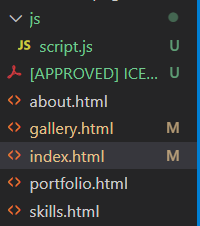 js
JS script.js U
[APPROVED] ICE...
about.html
gallery.html M
index.html M
portfolio.html
skills.html